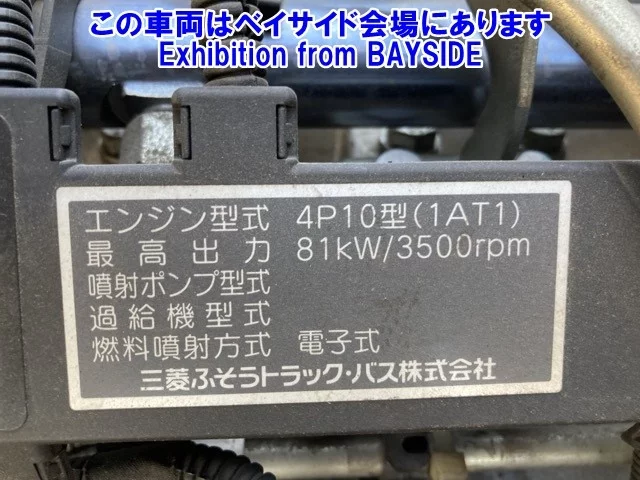 この車両はベイサイド会場にあります
Exhibition from BAYSIDE
エンジン型式 4P10型(1AT1)
最高出力 81kW/3500rpm
噴射ポンプ型式
過給機型式
燃料噴射方式 電子式
三菱ふそうトラック・バス株式会社